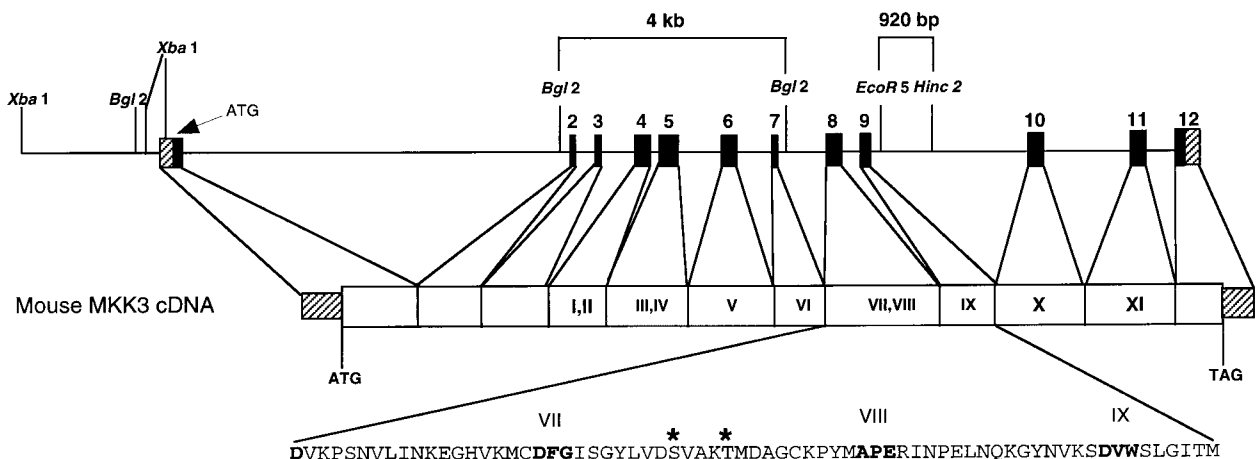 4 kb 920 bp
Xba 1
Xba 1 Bgl 2 ATG Bgl 2 Bgl 2 EcoR 5 Hinc 2
2 3 4 5 6 7 8 9 10 11 12
Mouse MKK3 cDNA I,II III,IV V VI VII,VIII IX X XI
ATG TAG
VII VIII IX
* *
DVKPSNVLINKEGHVKMCDFGISGYLVDSVAKTMDAGCKPYMAPERINPELNQKGYNVKSDVWSLGITM